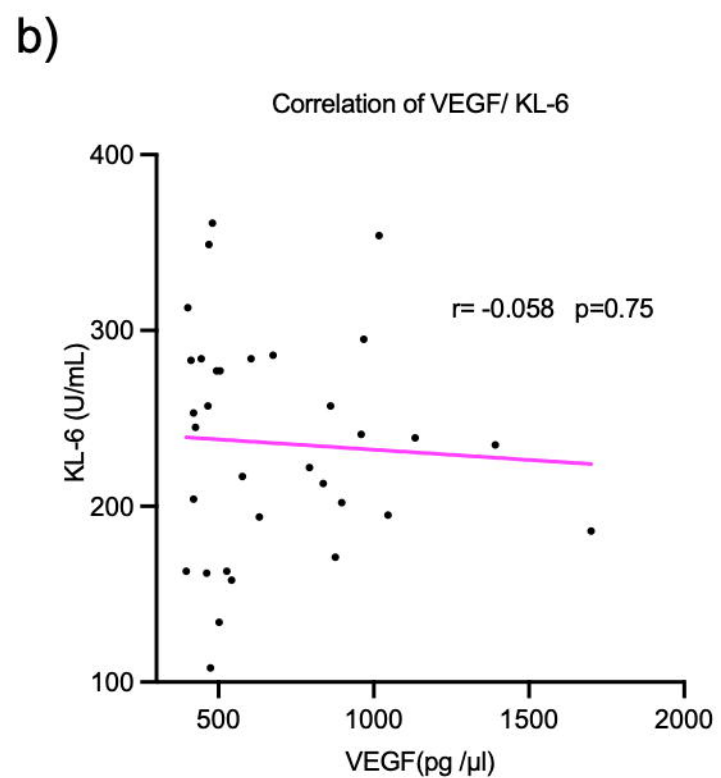 b)
Correlation of VEGF/ KL-6
400
300
200
100
KL-6 (U/mL)
r= -0.058 p=0.75
500 1000 1500 2000
VEGF(pg /µl)